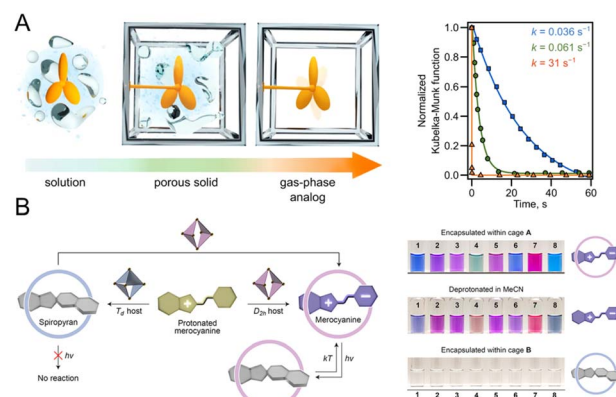 A
solution
porous solid
gas-phase
analog
Normalized
Kubelka-Munk function
1.0
0.8
0.6
0.4
0.2
0.0
k = 0.036 s⁻¹
k = 0.061 s⁻¹
k = 31 s⁻¹
0 20 40 60
Time, s
B
Spiropyran
Td host
Protonated
merocyanine
D2h host
Merocyanine
hν
No reaction
kT
hν
Encapsulated within cage A
1 2 3 4 5 6 7 8
Deprotonated in MeCN
1 2 3 4 5 6 7 8
Encapsulated within cage B
1 2 3 4 5 6 7 8